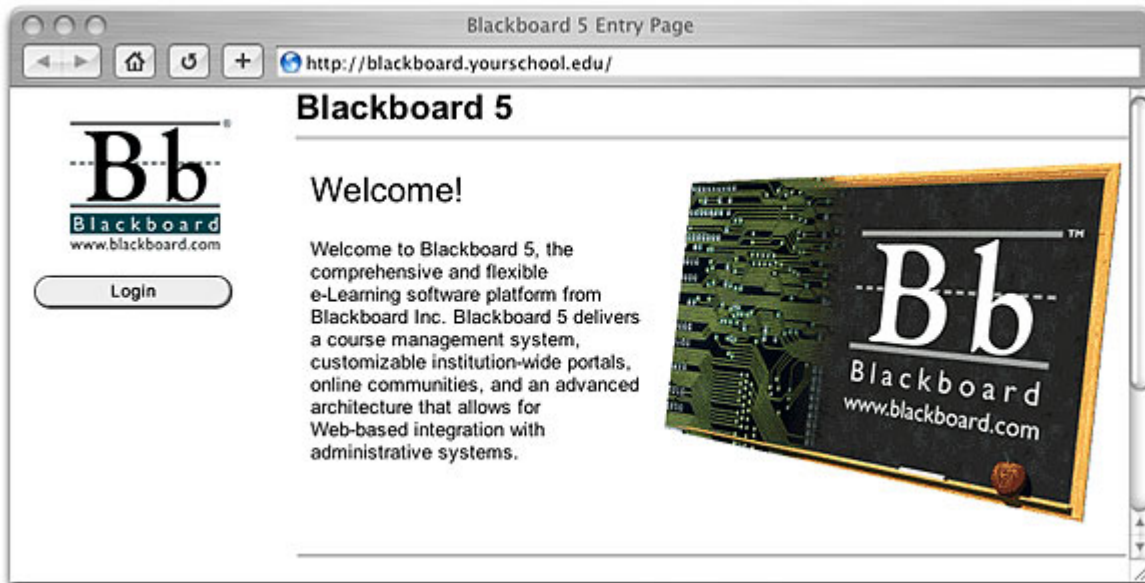 Blackboard 5 Entry Page
http://blackboard.yourschool.edu/
Bb®
Blackboard
www.blackboard.com
Login
Blackboard 5
Welcome!
Welcome to Blackboard 5, the
comprehensive and flexible
e-Learning software platform from
Blackboard Inc. Blackboard 5 delivers
a course management system,
customizable institution-wide portals,
online communities, and an advanced
architecture that allows for
Web-based integration with
administrative systems.
Bb™
Blackboard
www.blackboard.com